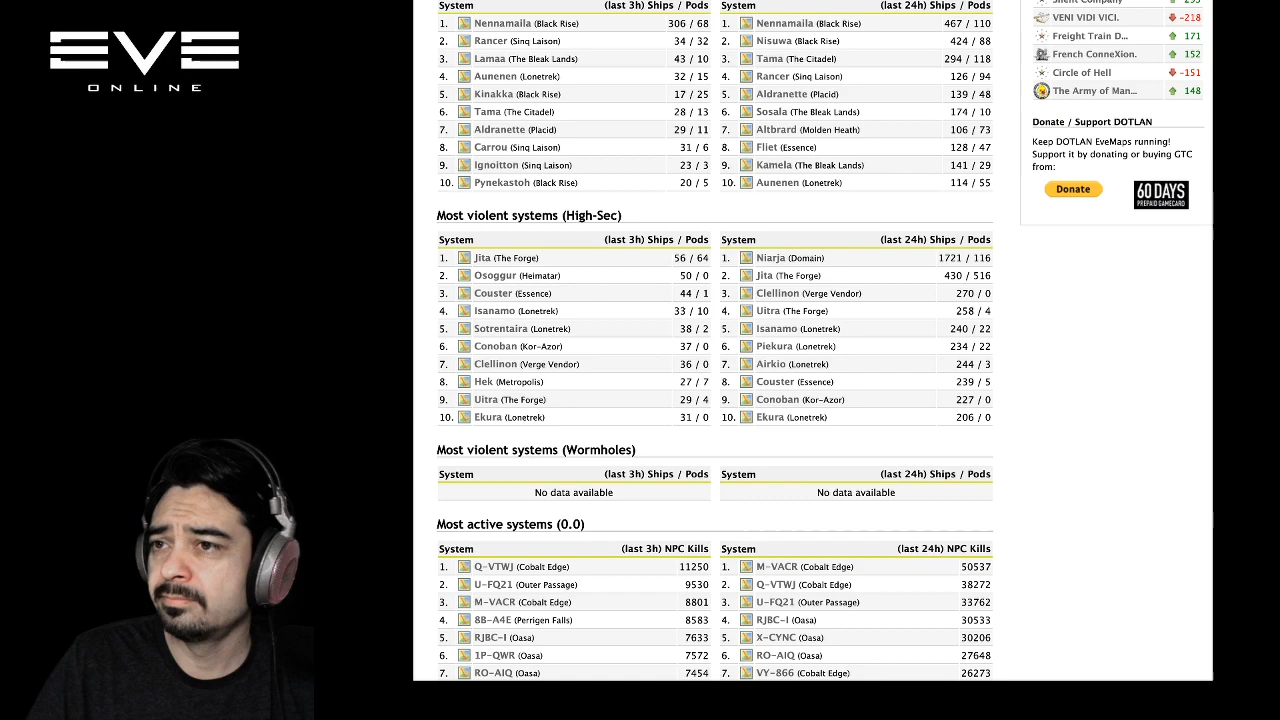 EVE
ONLINE
System (last 3h) Ships / Pods System (last 24h) Ships / Pods
1. Nennamaila (Black Rise) 306 / 68 1. Nennamaila (Black Rise) 467 / 110
2. Rancer (Sinq Laison) 34 / 32 2. Nisuwa (Black Rise) 424 / 88
3. Lamaa (The Bleak Lands) 43 / 10 3. Tama (The Citadel) 294 / 118
4. Aunenen (Lonetrek) 32 / 15 4. Rancer (Sinq Laison) 126 / 94
5. Kinakka (Black Rise) 17 / 25 5. Aldranette (Placid) 139 / 48
6. Tama (The Citadel) 28 / 13 6. Sosala (The Bleak Lands) 174 / 10
7. Aldranette (Placid) 29 / 11 7. Altbrard (Molden Heath) 106 / 73
8. Carrou (Sinq Laison) 31 / 6 8. Fliet (Essence) 128 / 47
9. Ignoitton (Sinq Laison) 23 / 3 9. Kamela (The Bleak Lands) 141 / 29
10. Pynekastoh (Black Rise) 20 / 5 10. Aunenen (Lonetrek) 114 / 55
Most violent systems (High-Sec)
System (last 3h) Ships / Pods System (last 24h) Ships / Pods
1. Jita (The Forge) 56 / 64 1. Niarja (Domain) 1721 / 116
2. Osoggur (Heimatar) 50 / 0 2. Jita (The Forge) 430 / 516
3. Couster (Essence) 44 / 1 3. Clellinon (Verge Vendor) 270 / 0
4. Isanamo (Lonetrek) 33 / 10 4. Uitra (The Forge) 258 / 4
5. Sotrentaira (Lonetrek) 38 / 2 5. Isanamo (Lonetrek) 240 / 22
6. Conoban (Kor-Azor) 37 / 0 6. Piekura (Lonetrek) 234 / 22
7. Clellinon (Verge Vendor) 36 / 0 7. Airkio (Lonetrek) 244 / 3
8. Hek (Metropolis) 27 / 7 8. Couster (Essence) 239 / 5
9. Uitra (The Forge) 29 / 4 9. Conoban (Kor-Azor) 227 / 0
10. Ekura (Lonetrek) 31 / 0 10. Ekura (Lonetrek) 206 / 0
Most violent systems (Wormholes)
System (last 3h) Ships / Pods System (last 24h) Ships / Pods
No data available No data available
Most active systems (0.0)
System (last 3h) NPC Kills System (last 24h) NPC Kills
1. Q-VTWJ (Cobalt Edge) 11250 1. M-VACR (Cobalt Edge) 50537
2. U-FQ21 (Outer Passage) 9530 2. Q-VTWJ (Cobalt Edge) 38272
3. M-VACR (Cobalt Edge) 8801 3. U-FQ21 (Outer Passage) 33762
4. 8B-A4E (Perrigen Falls) 8583 4. RJBC-I (Oasa) 30533
5. RJBC-I (Oasa) 7633 5. X-CYNC (Oasa) 30206
6. 1P-QWR (Oasa) 7572 6. RO-AIQ (Oasa) 27648
7. RO-AIQ (Oasa) 7454 7. VY-866 (Cobalt Edge) 26273
VENI VIDI VICI. -218
Freight Train D... 171
French ConneXion. 152
Circle of Hell -151
The Army of Man... 148
Donate / Support DOTLAN
Keep DOTLAN EveMaps running!
Support it by donating or buying GTC
from:
Donate
60 DAYS
PREPAID GAMECARD